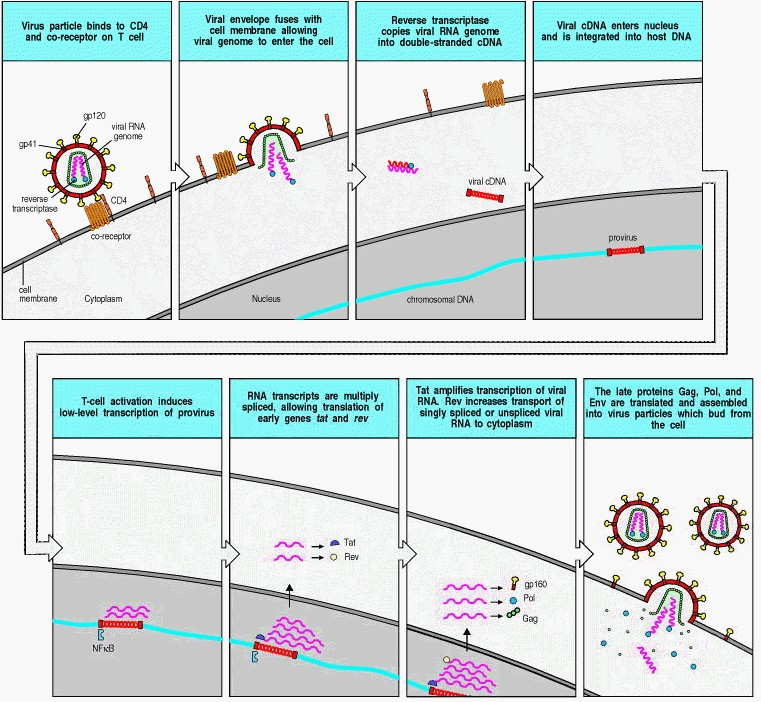 Virus particle binds to CD4
and co-receptor on T cell
Viral envelope fuses with
cell membrane allowing
viral genome to enter the cell
Reverse transcriptase
copies viral RNA genome
into double-stranded cDNA
Viral cDNA enters nucleus
and is integrated into host DNA
gp120
gp41
viral RNA
genome
reverse
transcriptase
CD4
co-receptor
cell
membrane
Cytoplasm
Nucleus
viral cDNA
chromosomal DNA
provirus
T-cell activation induces
low-level transcription of provirus
RNA transcripts are multiply
spliced, allowing translation of
early genes tat and rev
Tat amplifies transcription of viral
RNA. Rev increases transport of
singly spliced or unspliced viral
RNA to cytoplasm
The late proteins Gag, Pol, and
Env are translated and assembled
into virus particles which bud from
the cell
NFκB
Tat
Rev
gp160
Pol
Gag